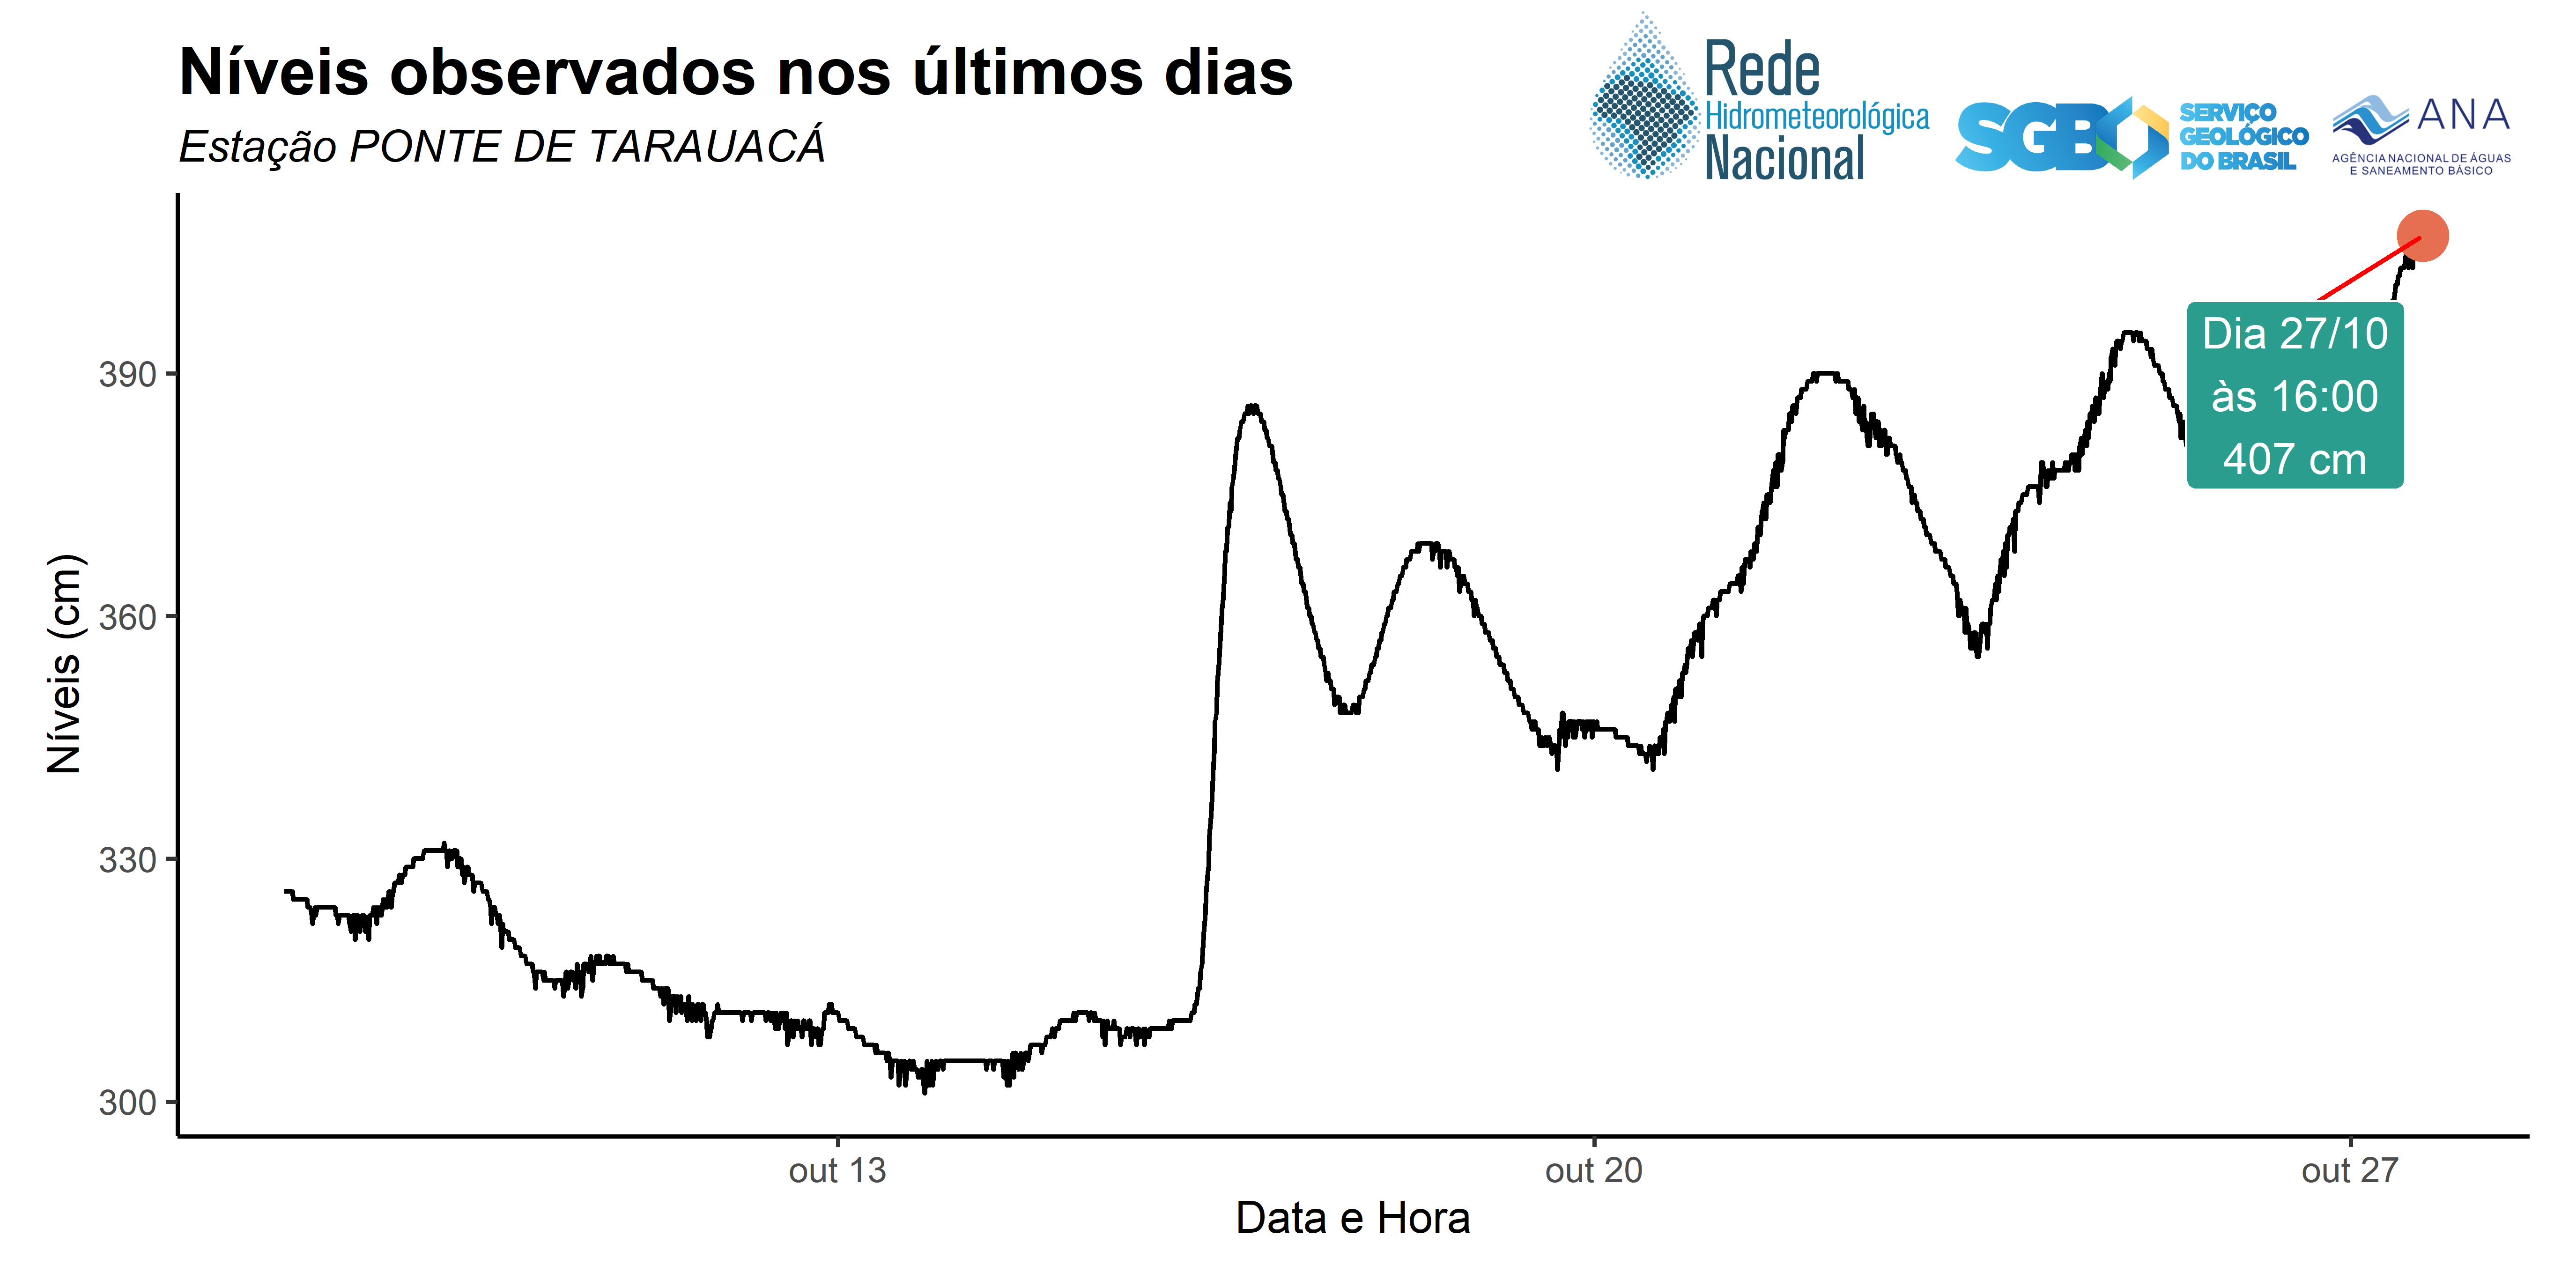 Níveis observados nos últimos dias
Estação PONTE DE TARAUACÁ
Rede
Hidrometeorológica
Nacional
SGB
SERVIÇO
GEOLÓGICO
DO BRASIL
ANA
AGÊNCIA NACIONAL DE ÁGUAS
E SANEAMENTO BÁSICO
Dia 27/10
às 16:00
407 cm
Níveis (cm)
390
360
330
300
out 13
out 20
out 27
Data e Hora